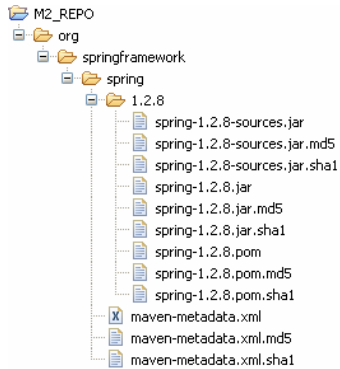 M2_REPO
org
springframework
spring
1.2.8
spring-1.2.8-sources.jar
spring-1.2.8-sources.jar.md5
spring-1.2.8-sources.jar.sha1
spring-1.2.8.jar
spring-1.2.8.jar.md5
spring-1.2.8.jar.sha1
spring-1.2.8.pom
spring-1.2.8.pom.md5
spring-1.2.8.pom.sha1
maven-metadata.xml
maven-metadata.xml.md5
maven-metadata.xml.sha1